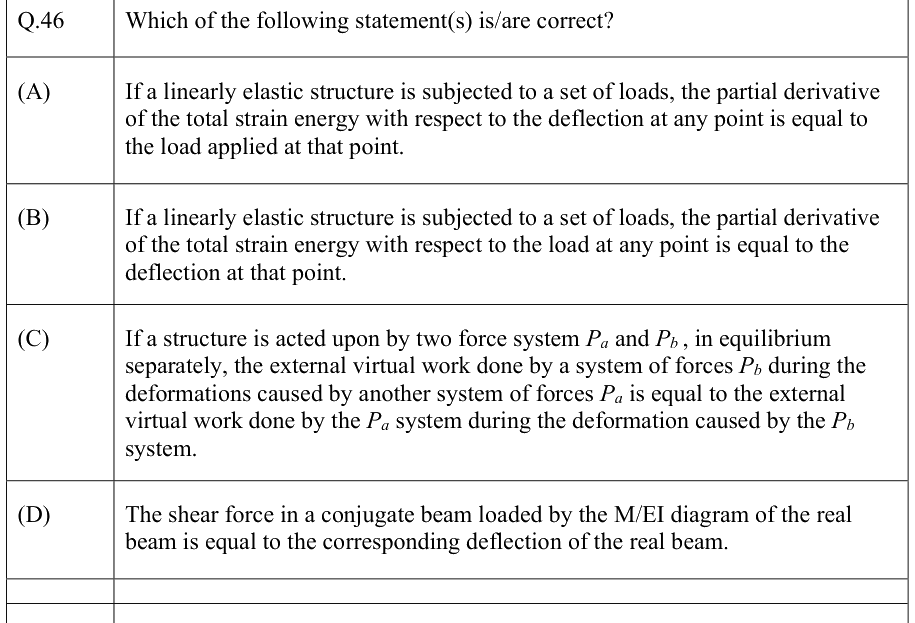 Q.46 Which of the following statement(s) is/are correct?
(A) If a linearly elastic structure is subjected to a set of loads, the partial derivative
of the total strain energy with respect to the deflection at any point is equal to
the load applied at that point.
(B) If a linearly elastic structure is subjected to a set of loads, the partial derivative
of the total strain energy with respect to the load at any point is equal to the
deflection at that point.
(C) If a structure is acted upon by two force system Pa and Pb , in equilibrium
separately, the external virtual work done by a system of forces Pb during the
deformations caused by another system of forces Pa is equal to the external
virtual work done by the Pa system during the deformation caused by the Pb
system.
(D) The shear force in a conjugate beam loaded by the M/EI diagram of the real
beam is equal to the corresponding deflection of the real beam.